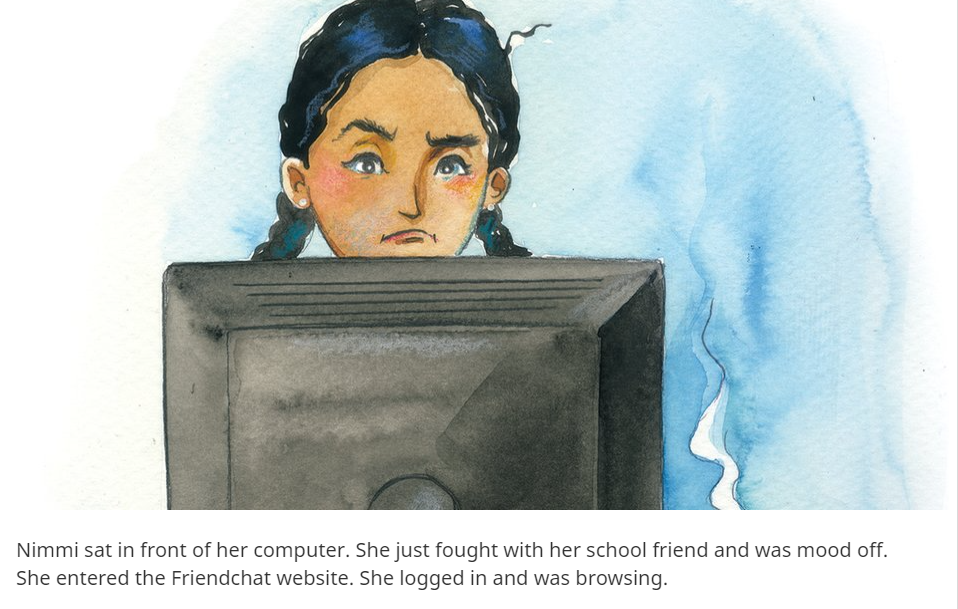 Nimmi sat in front of her computer. She just fought with her school friend and was mood off.
She entered the Friendchat website. She logged in and was browsing.